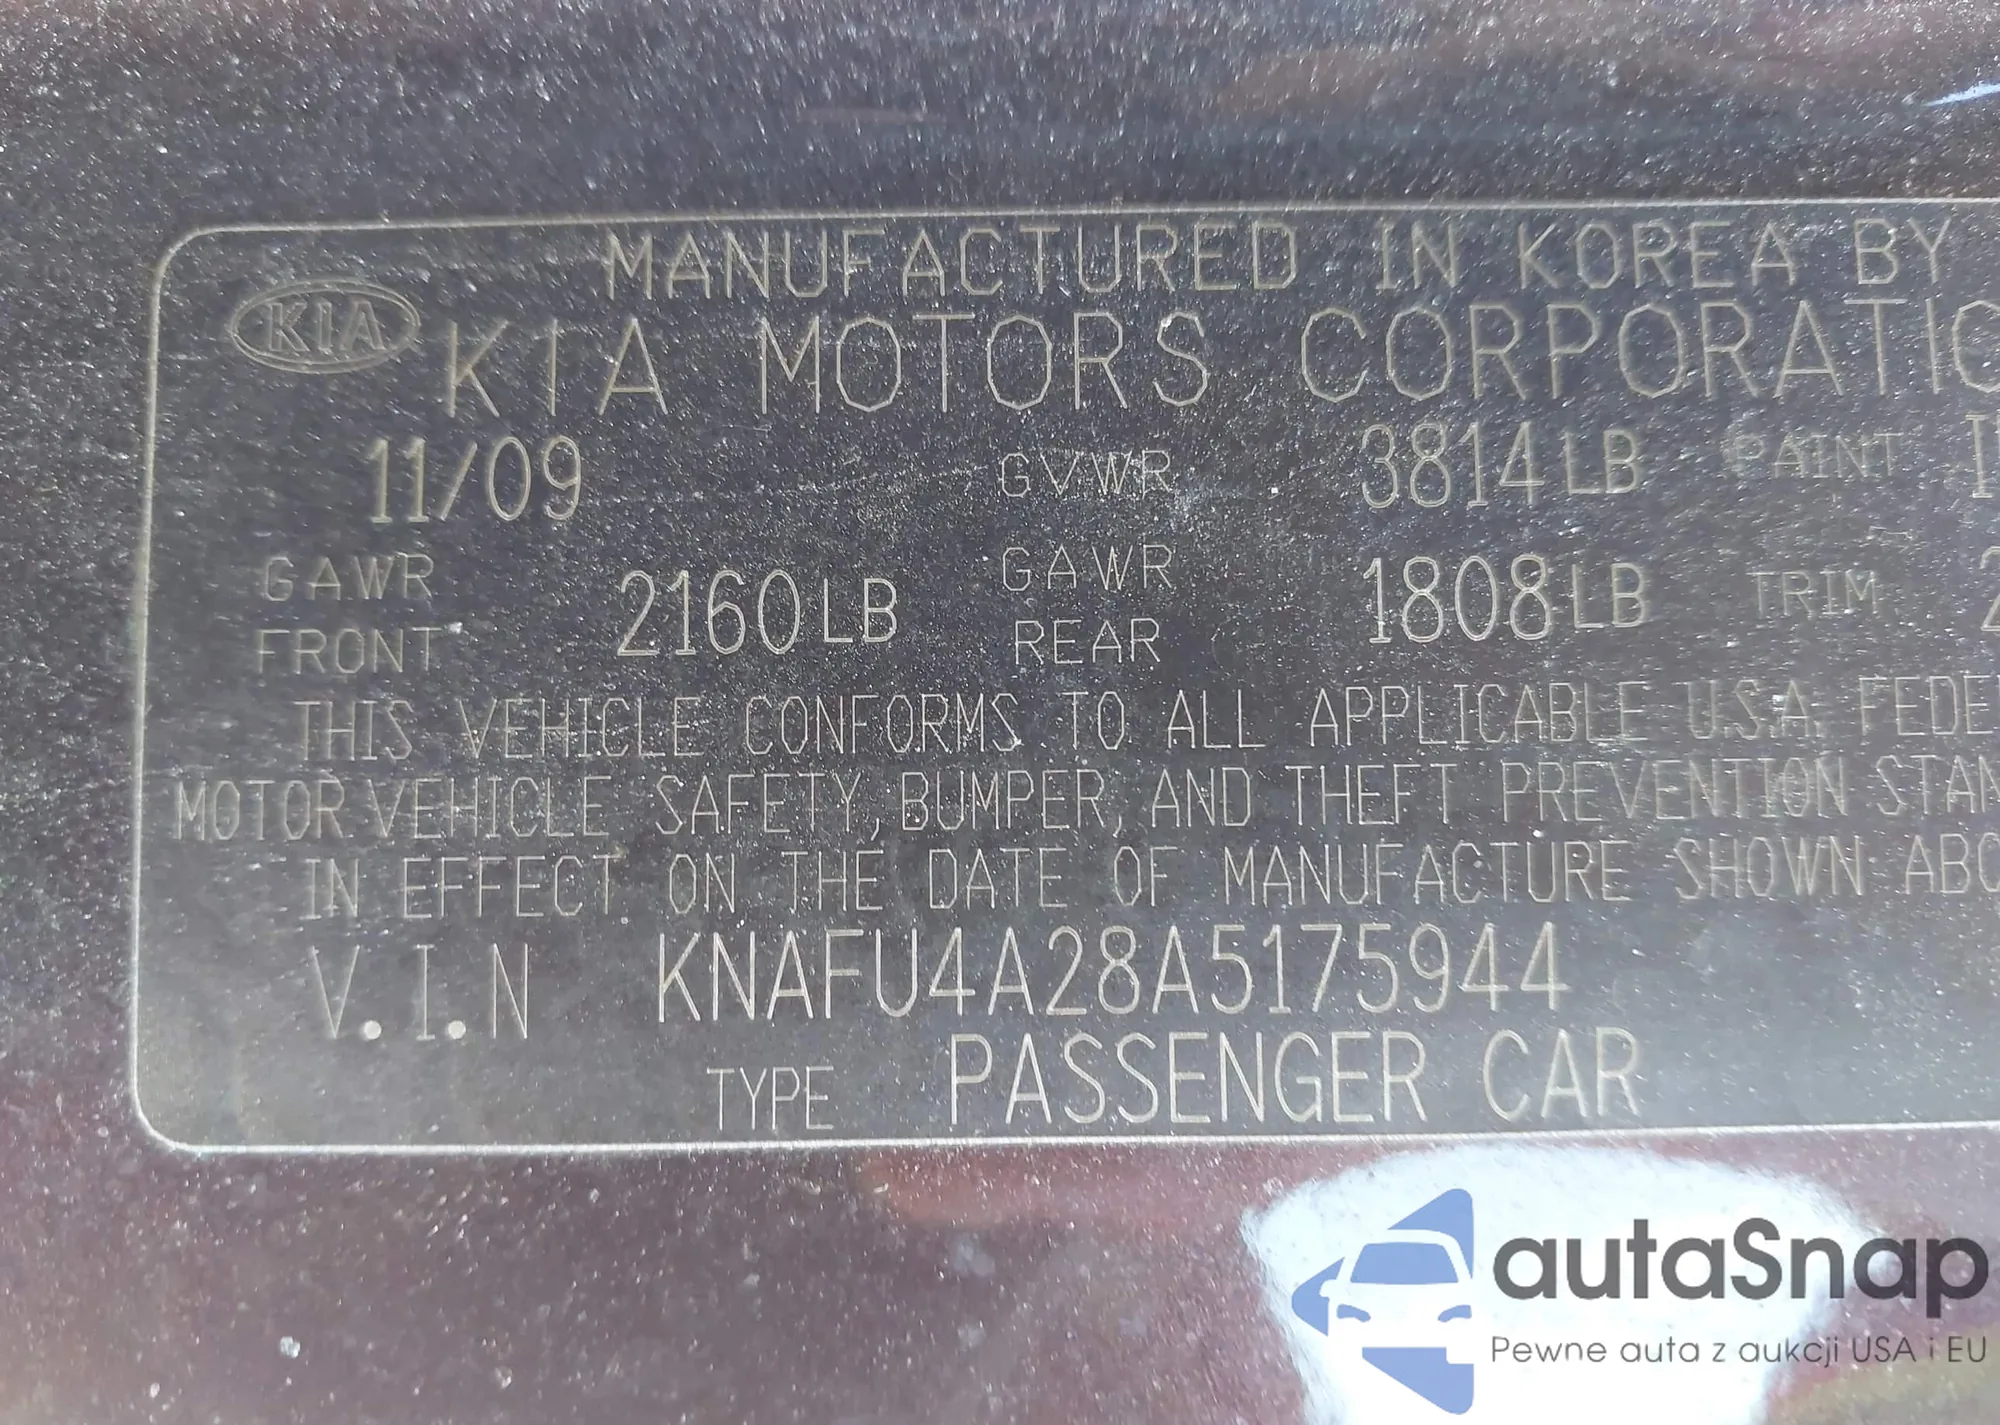 MANUFACTURED IN KOREA BY
KIA KIA MOTORS CORPORATIO
11/09 GVWR 3814LB PAINT
GAWR FRONT 2160LB GAWR REAR 1808LB TRIM 2
THIS VEHICLE CONFORMS TO ALL APPLICABLE U.S.A. FEDE
MOTOR VEHICLE SAFETY, BUMPER, AND THEFT PREVENTION STAN
IN EFFECT ON THE DATE OF MANUFACTURE SHOWN ABO
V.I.N KNAFU4A28A5175944
TYPE PASSENGER CAR
autaSnap
Pewne auta z aukcji USA i EU